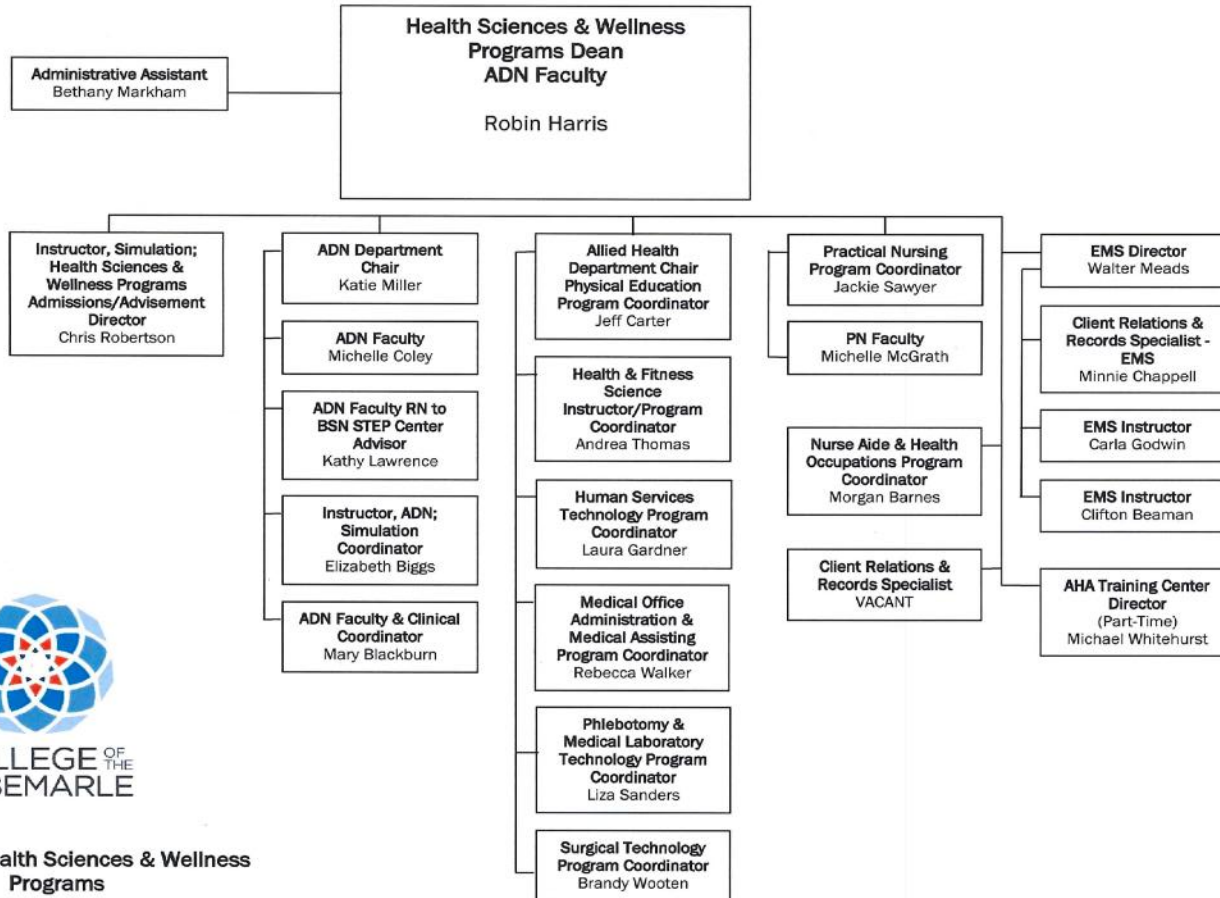 Health Sciences & Wellness
Programs Dean
ADN Faculty
Robin Harris
Administrative Assistant
Bethany Markham
Instructor, Simulation;
Health Sciences &
Wellness Programs
Admissions/Advisement
Director
Chris Robertson
ADN Department
Chair
Katie Miller
ADN Faculty
Michelle Coley
ADN Faculty RN to
BSN STEP Center
Advisor
Kathy Lawrence
Instructor, ADN;
Simulation
Coordinator
Elizabeth Biggs
ADN Faculty & Clinical
Coordinator
Mary Blackburn
Allied Health
Department Chair
Physical Education
Program Coordinator
Jeff Carter
Health & Fitness
Science
Instructor/Program
Coordinator
Andrea Thomas
Human Services
Technology Program
Coordinator
Laura Gardner
Medical Office
Administration &
Medical Assisting
Program Coordinator
Rebecca Walker
Phlebotomy &
Medical Laboratory
Technology Program
Coordinator
Liza Sanders
Surgical Technology
Program Coordinator
Brandy Wooten
Practical Nursing
Program Coordinator
Jackie Sawyer
PN Faculty
Michelle McGrath
Nurse Aide & Health
Occupations Program
Coordinator
Morgan Barnes
Client Relations &
Records Specialist
VACANT
EMS Director
Walter Meads
Client Relations &
Records Specialist -
EMS
Minnie Chappell
EMS Instructor
Carla Godwin
EMS Instructor
Clifton Beaman
AHA Training Center
Director
(Part-Time)
Michael Whitehurst
LLEGE OF THE
BEMARLE
alth Sciences & Wellness
Programs